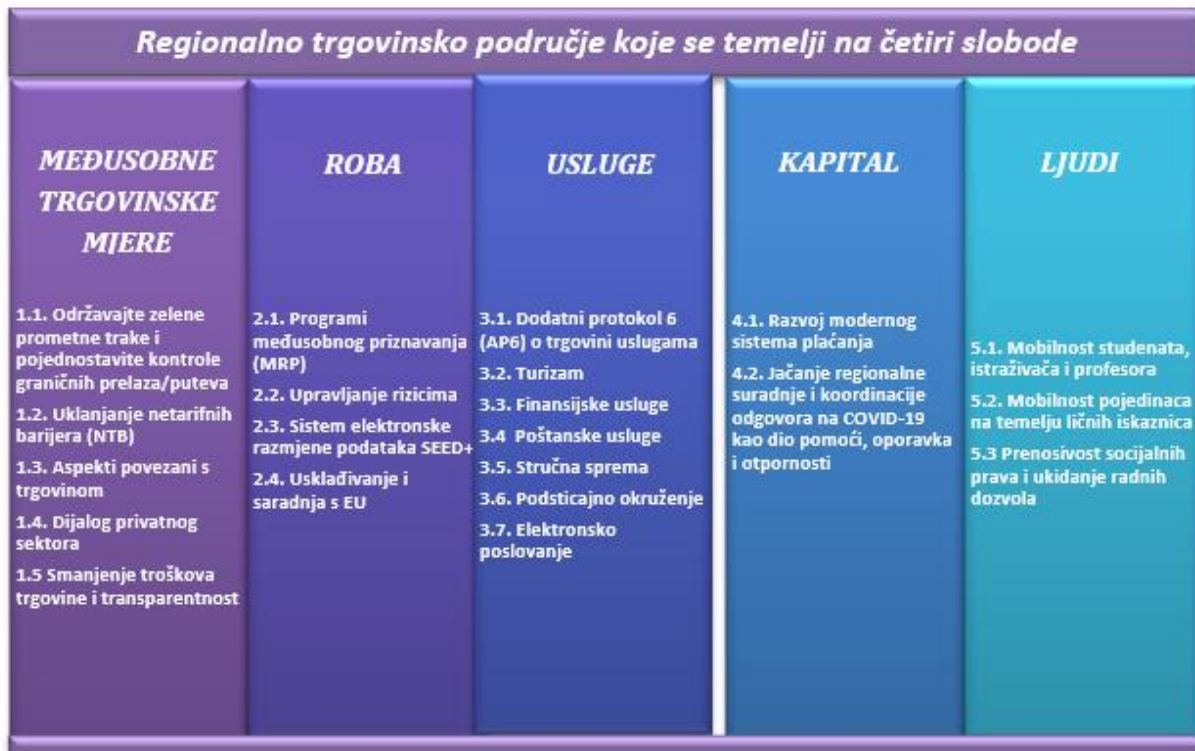 Regionalno trgovinsko područje koje se temelji na četiri slobode
MEĐUSOBNE
TRGOVINSKE
MJERE
1.1. Održavajte zelene
prometne trake i
pojednostavite kontrole
graničnih prelaza/puteva
1.2. Uklanjanje netarifnih
barijera (NTB)
1.3. Aspekti povezani s
trgovinom
1.4. Dijalog privatnog
sektora
1.5 Smanjenje troškova
trgovine i transparentnost
ROBA
2.1. Programi
međusobnog priznavanja
(MRP)
2.2. Upravljanje rizicima
2.3. Sistem elektronske
razmjene podataka SEED+
2.4. Usklađivanje i
saradnja s EU
USLUGE
3.1. Dodatni protokol 6
(AP6) o trgovini uslugama
3.2. Turizam
3.3. Finansijske usluge
3.4 Poštanske usluge
3.5. Stručna sprema
3.6. Podsticajno okruženje
3.7. Elektronsko
poslovanje
KAPITAL
4.1. Razvoj modernog
sistema plaćanja
4.2. Jačanje regionalne
suradnje i koordinacije
odgovora na COVID-19
kao dio pomoći, oporavka
i otpornosti
LJUDI
5.1. Mobilnost studenata,
istraživača i profesora
5.2. Mobilnost pojedinaca
na temelju ličnih iskaznica
5.3 Prenosivost socijalnih
prava i ukidanje radnih
dozvola